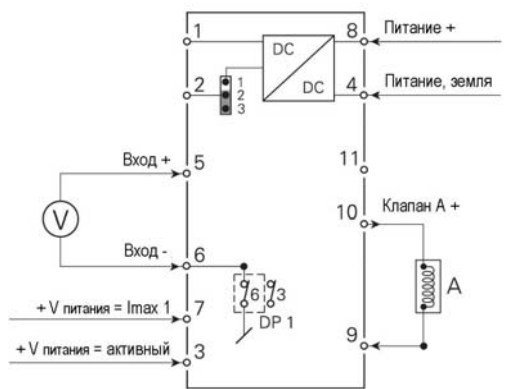 1
8
Питание +
DC
DC
2
1
2
3
4
Питание, земля
Вход +
5
11
10
Клапан A +
V
Вход -
6
6
3
A
DP 1
7
+ V питания = Imax 1
9
+ V питания = активный
3